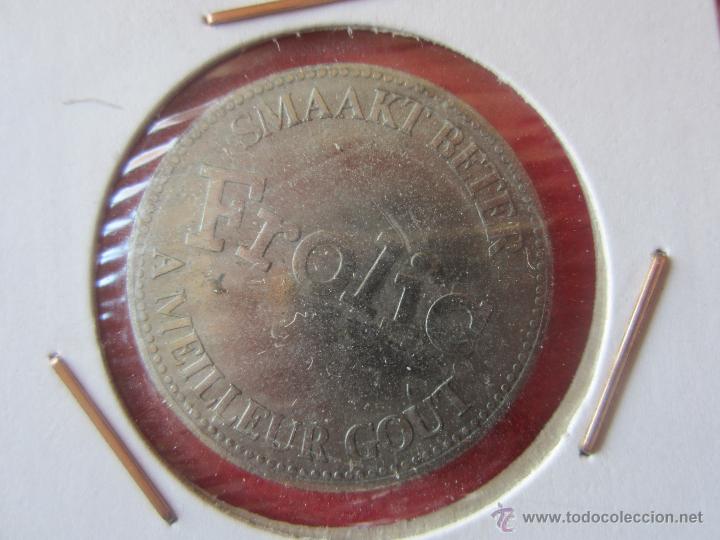 SMAAKT BETER
Frolic
A MEILLEUR GOUT
www.todocoleccion.net